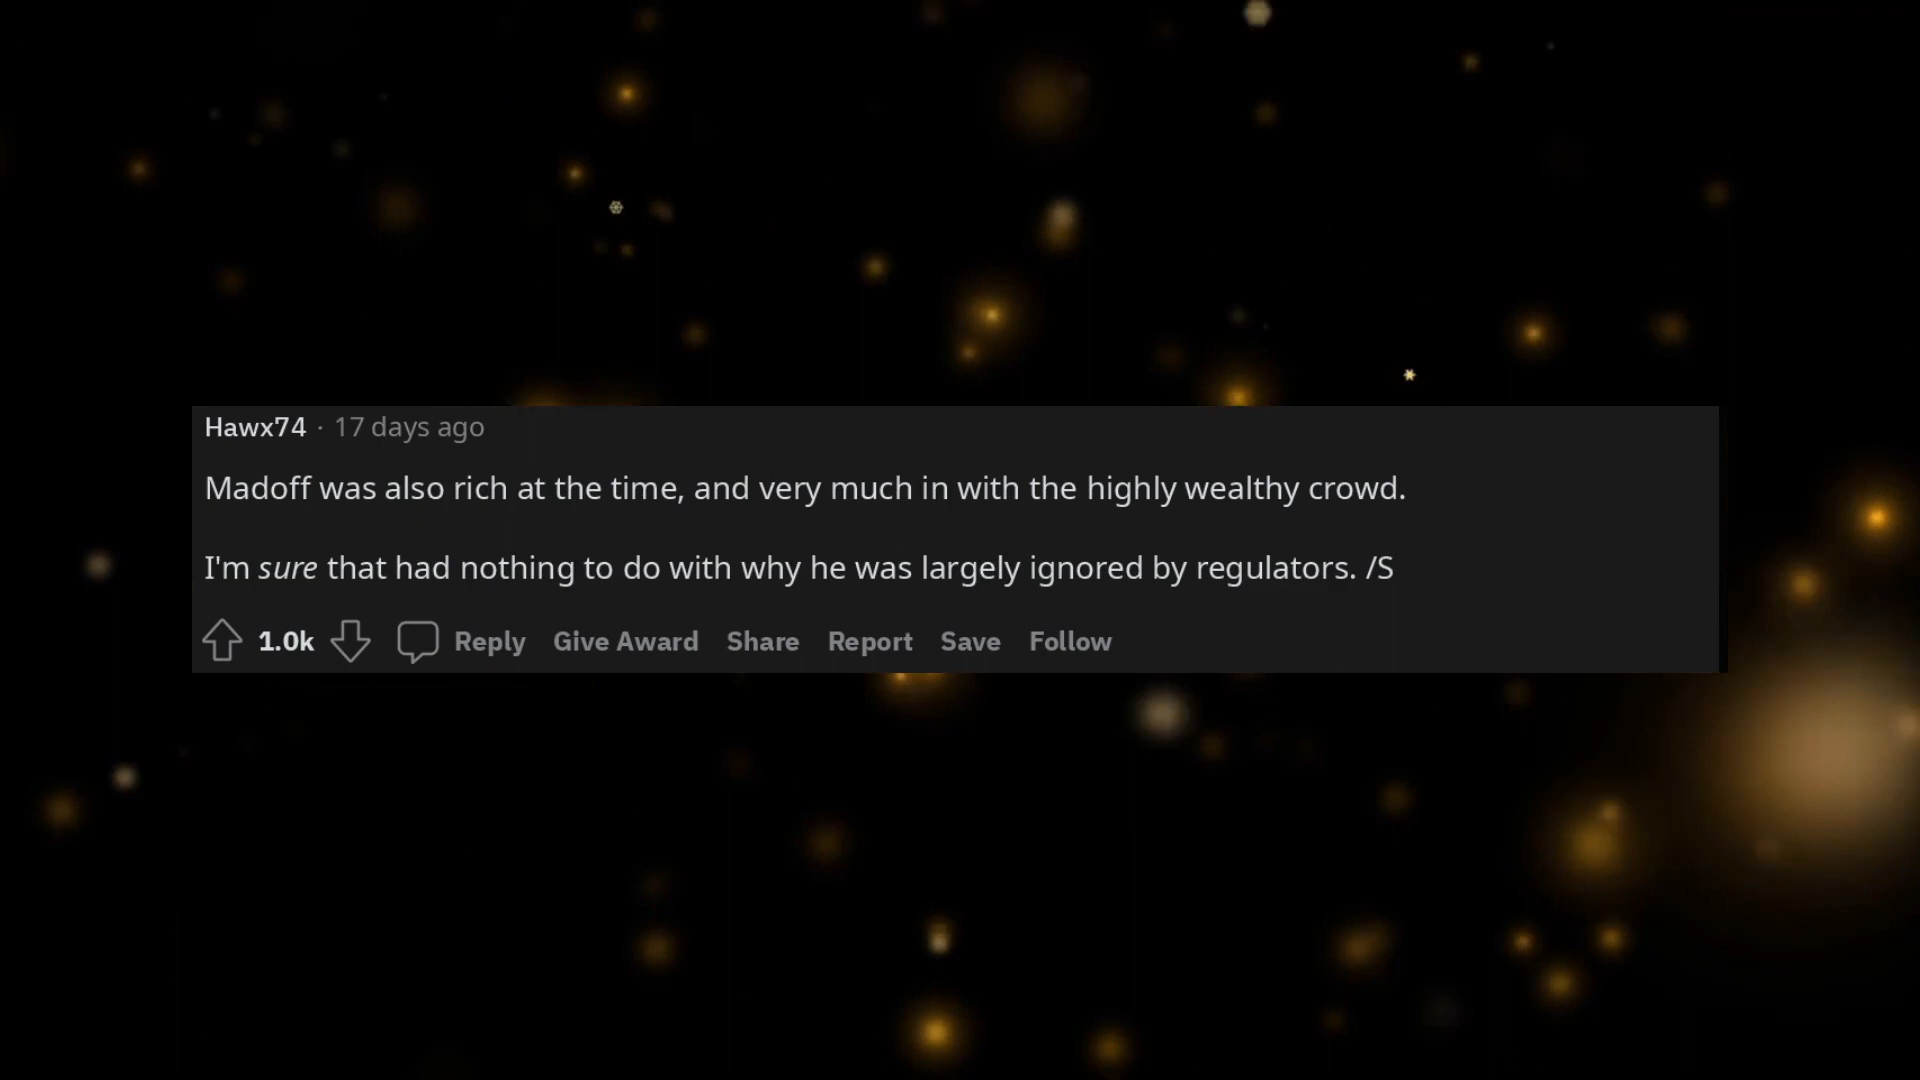 Hawx74 · 17 days ago
Madoff was also rich at the time, and very much in with the highly wealthy crowd.
I'm sure that had nothing to do with why he was largely ignored by regulators. /S
1.0k Reply Give Award Share Report Save Follow